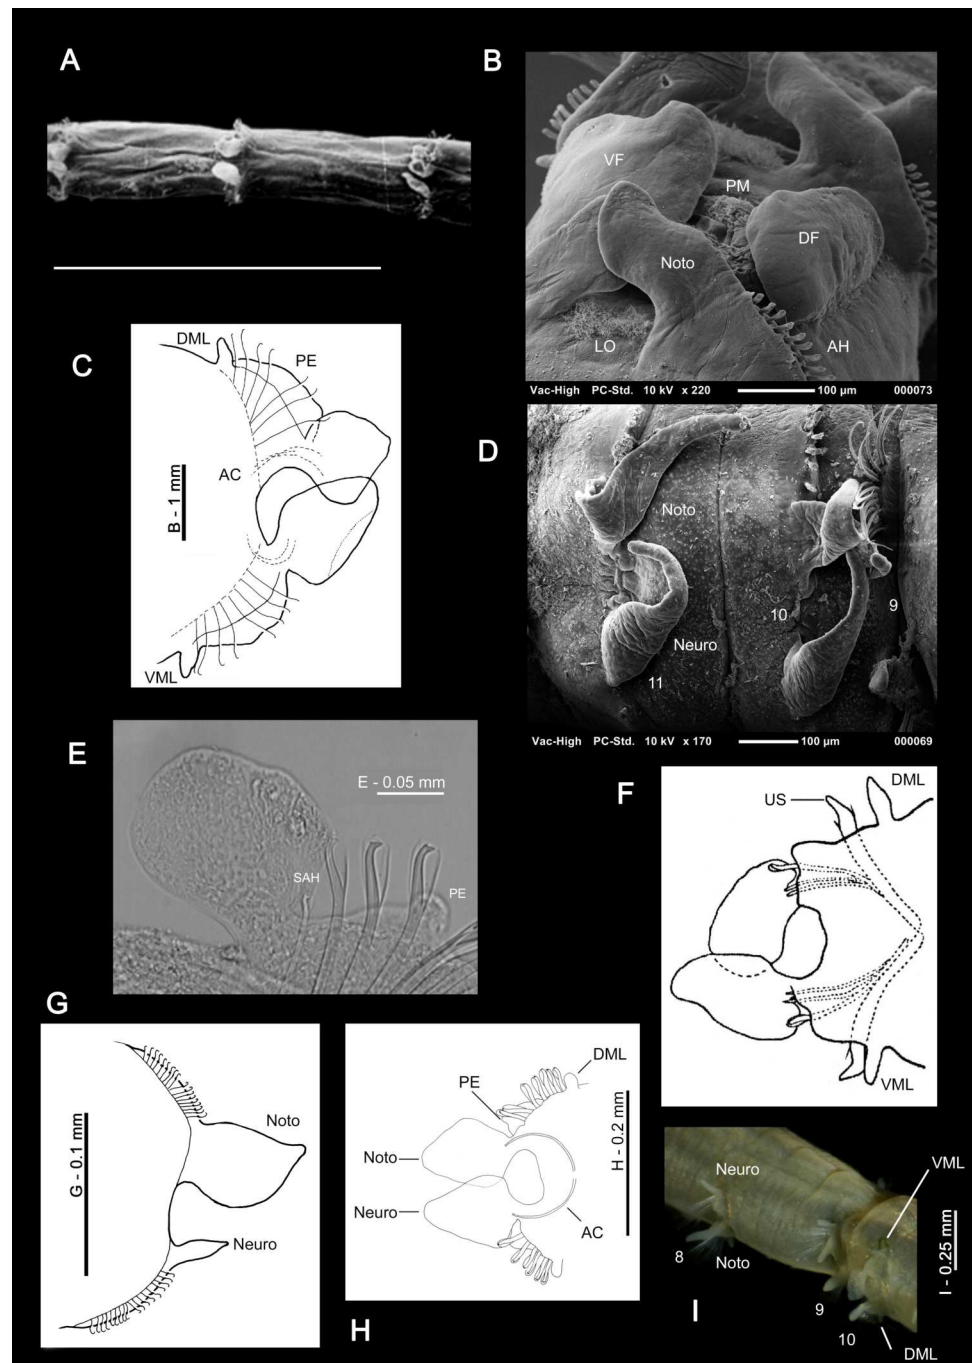 A
B
VF
PM
DF
Noto
LO
AH
Vac-High PC-Std. 10 kV x 220 100 µm 000073
C
DML
PE
AC
B - 1 mm
VML
D
Noto
10
9
Neuro
11
Vac-High PC-Std. 10 kV x 170 100 µm 000069
E
E - 0.05 mm
SAH
PE
F
DML
US
VML
G
G - 0.1 mm
Noto
Neuro
H
DML
PE
H - 0.2 mm
Noto
Neuro
AC
I
Neuro
VML
8
Noto
I - 0.25 mm
9
10
DML